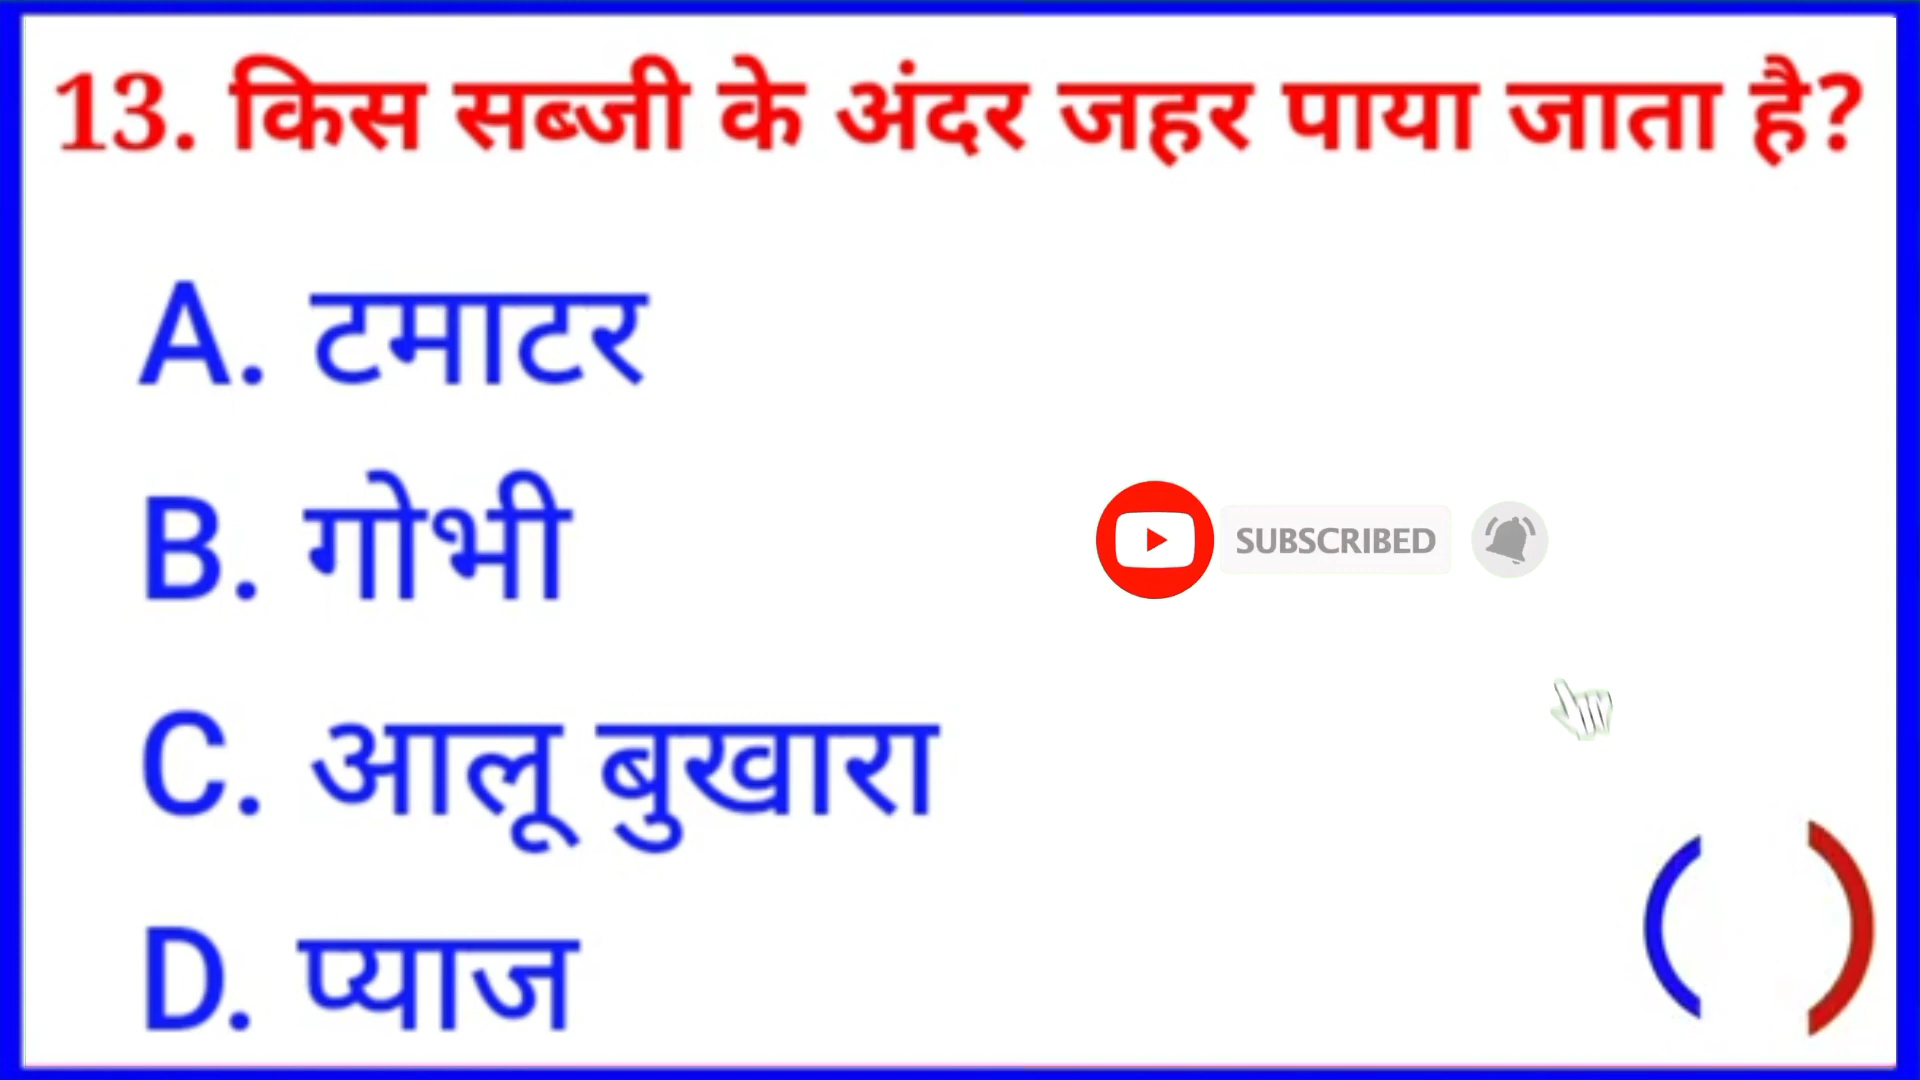 13. किस सब्जी के अंदर जहर पाया जाता है?
A. टमाटर
B. गोभी
SUBSCRIBED
C. आलू बुखारा
D. प्याज